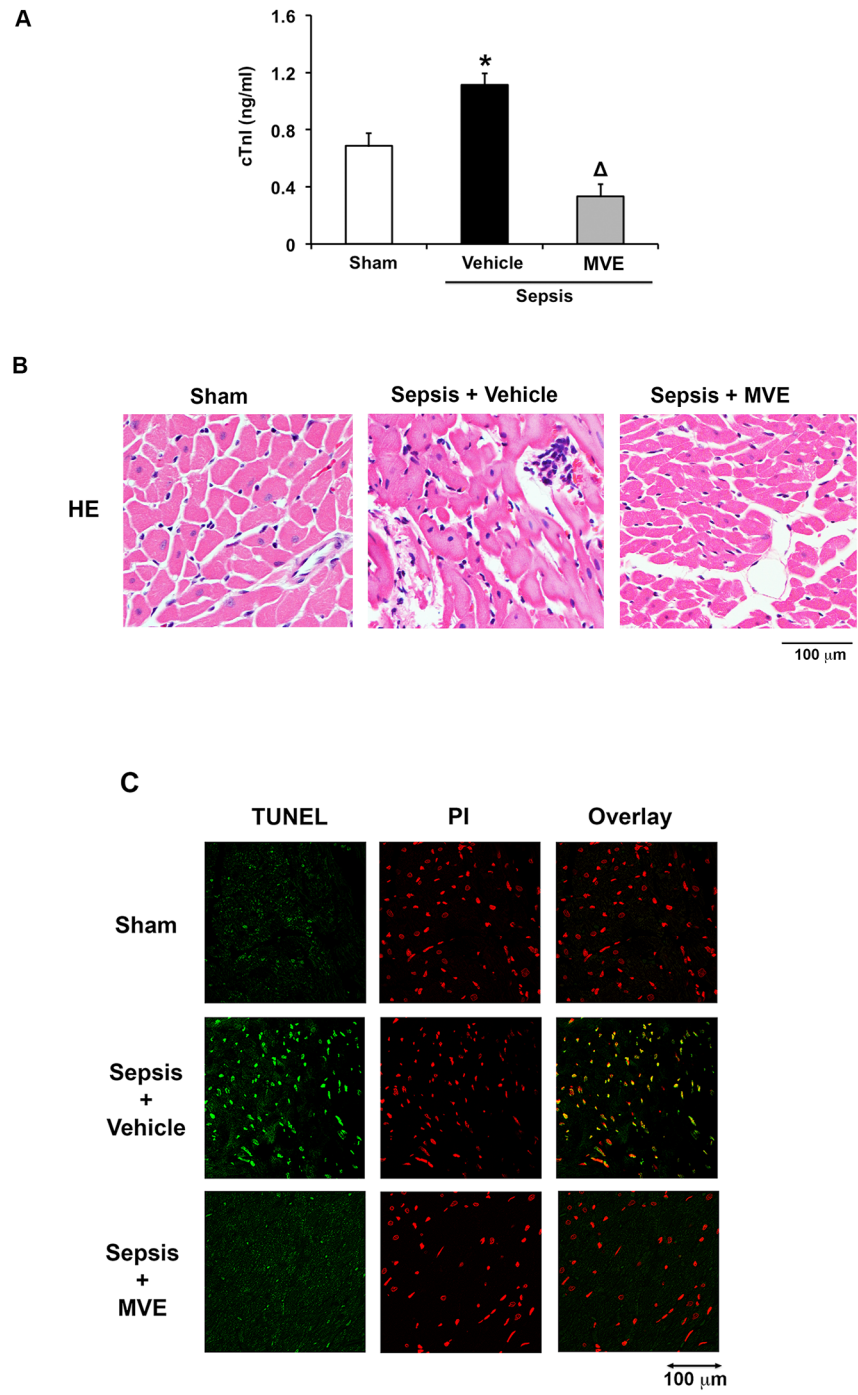 A
1.6
1.2
0.8
0.4
0
cTnI (ng/ml)
*
Δ
Sham
Vehicle
MVE
Sepsis
B
Sham
Sepsis + Vehicle
Sepsis + MVE
HE
100 μm
C
TUNEL
PI
Overlay
Sham
Sepsis
+
Vehicle
Sepsis
+
MVE
100 μm